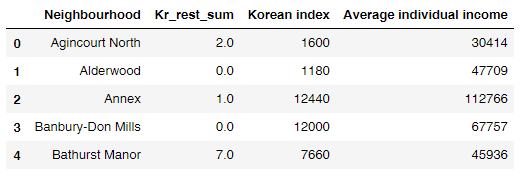 Neighbourhood Kr_rest_sum Korean index Average individual income
0 Agincourt North 2.0 1600 30414
1 Alderwood 0.0 1180 47709
2 Annex 1.0 12440 112766
3 Banbury-Don Mills 0.0 12000 67757
4 Bathurst Manor 7.0 7660 45936